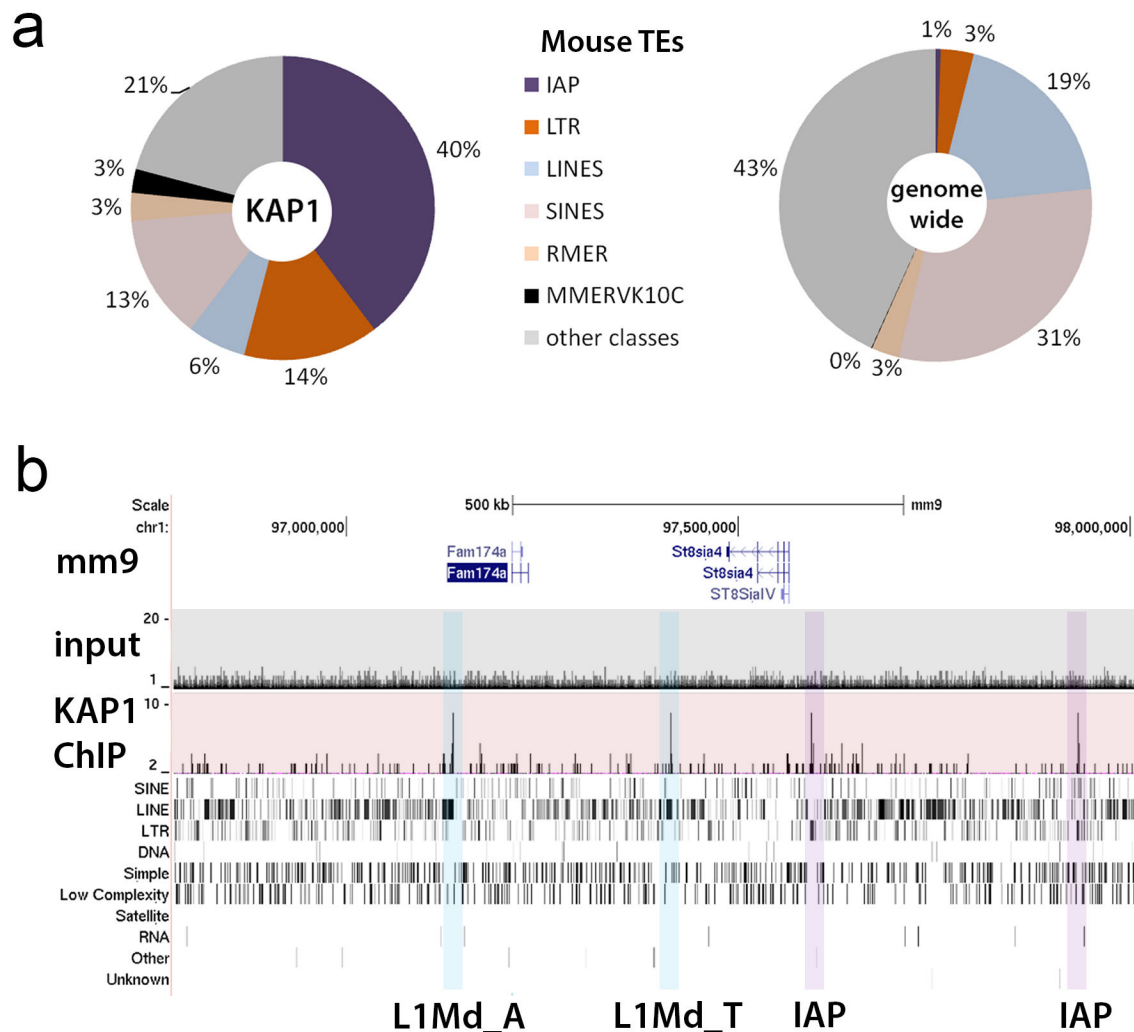 a
Mouse TEs
IAP
LTR
LINES
SINES
RMER
MMERVK10C
other classes
KAP1
40%
14%
6%
13%
3%
3%
21%
genome
wide
1%
3%
19%
31%
3%
0%
43%
b
Scale
500 kb
mm9
chr1:
97,000,000
97,500,000
98,000,000
mm9
Fam174a
Fam174a
St8sia4
St8sia4
ST8SiaIV
input
20 -
1 _
KAP1
ChIP
10 -
2 _
SINE
LINE
LTR
DNA
Simple
Low Complexity
Satellite
RNA
Other
Unknown
L1Md_A
L1Md_T
IAP
IAP